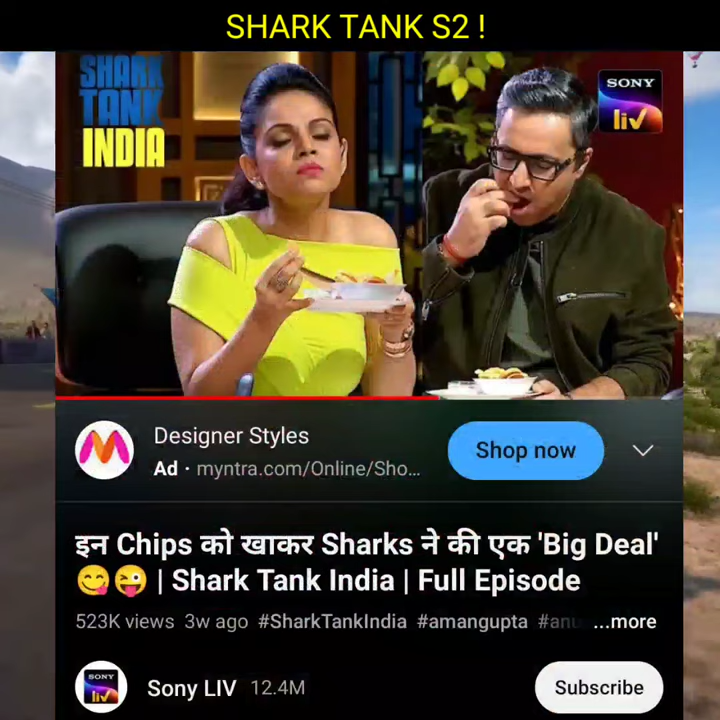 SHARK TANK S2 !
SHARK
TANK
INDIA
SONY
liv
Designer Styles
Ad · myntra.com/Online/Sho...
Shop now
इन Chips को खाकर Sharks ने की एक 'Big Deal'
😋😜 | Shark Tank India | Full Episode
523K views 3w ago #SharkTankIndia #amangupta #anu ...more
SONY
liv
Sony LIV 12.4M
Subscribe